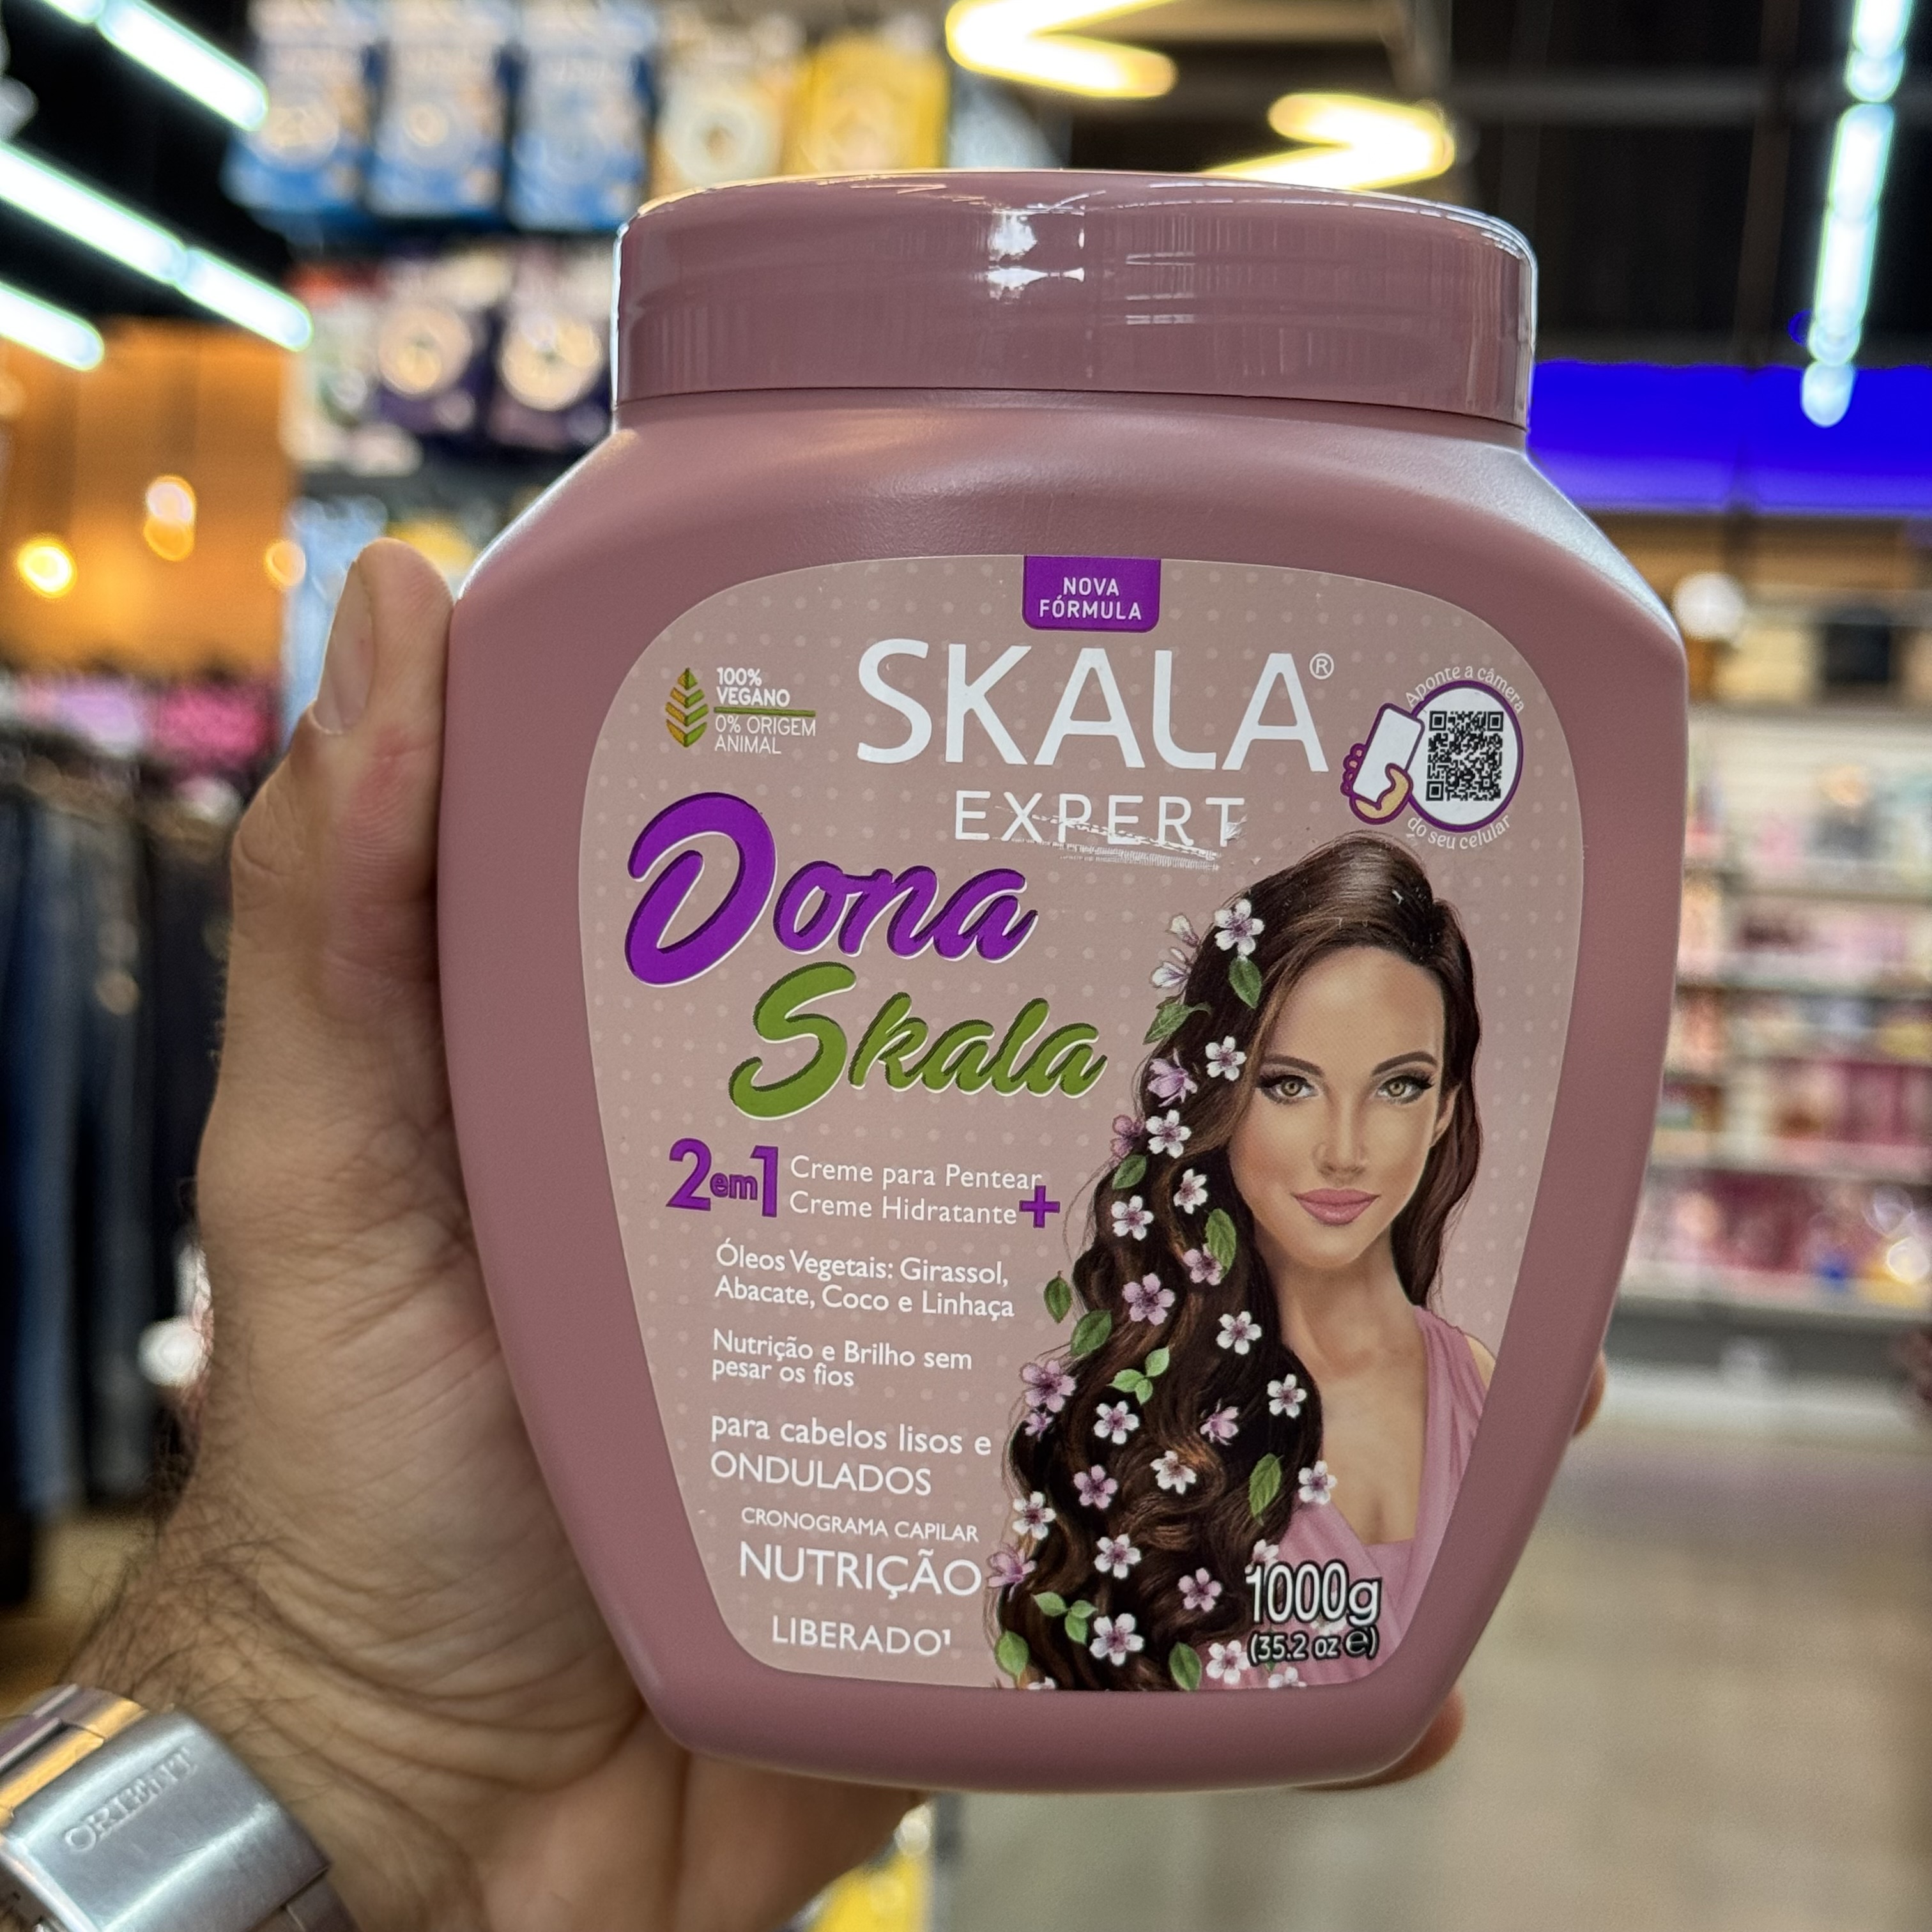 NOVA
FÓRMULA
SKALA®
EXPERT
100%
VEGANO
0% ORIGEM
ANIMAL
Aponte a câmera
do seu celular
Dona
Skala
2em1
Creme para Pentear
Creme Hidratante+
Óleos Vegetais: Girassol,
Abacate, Coco e Linhaça
Nutrição e Brilho sem
pesar os fios
para cabelos lisos e
ONDULADOS
CRONOGRAMA CAPILAR
NUTRIÇÃO
LIBERADO¹
1000g
(35.2 oz ℮)
ORIENT